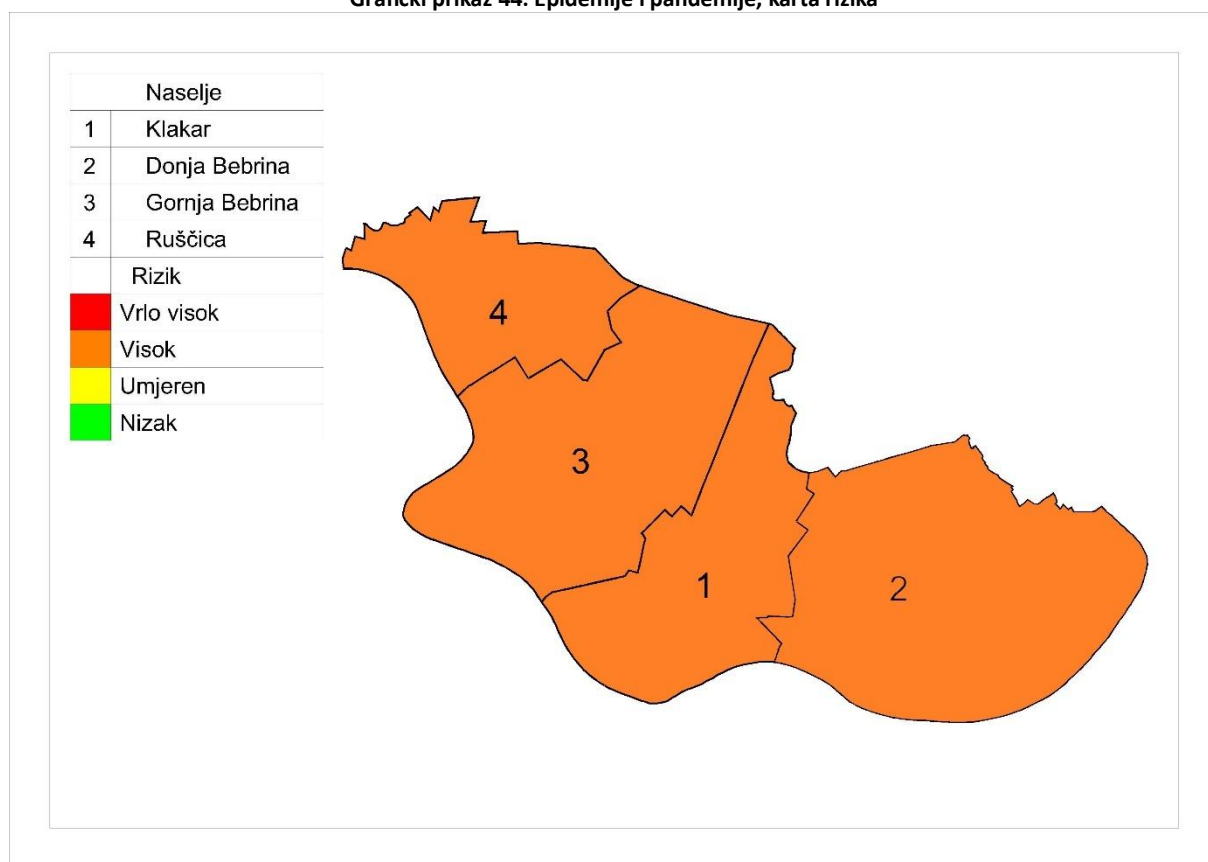 Grafički prikaz 44: Epidemije i pandemije, karta rizika
Naselje
1 Klakar
2 Donja Bebrina
3 Gornja Bebrina
4 Ruščica
Rizik
Vrlo visok
Visok
Umjeren
Nizak
4
3
1
2